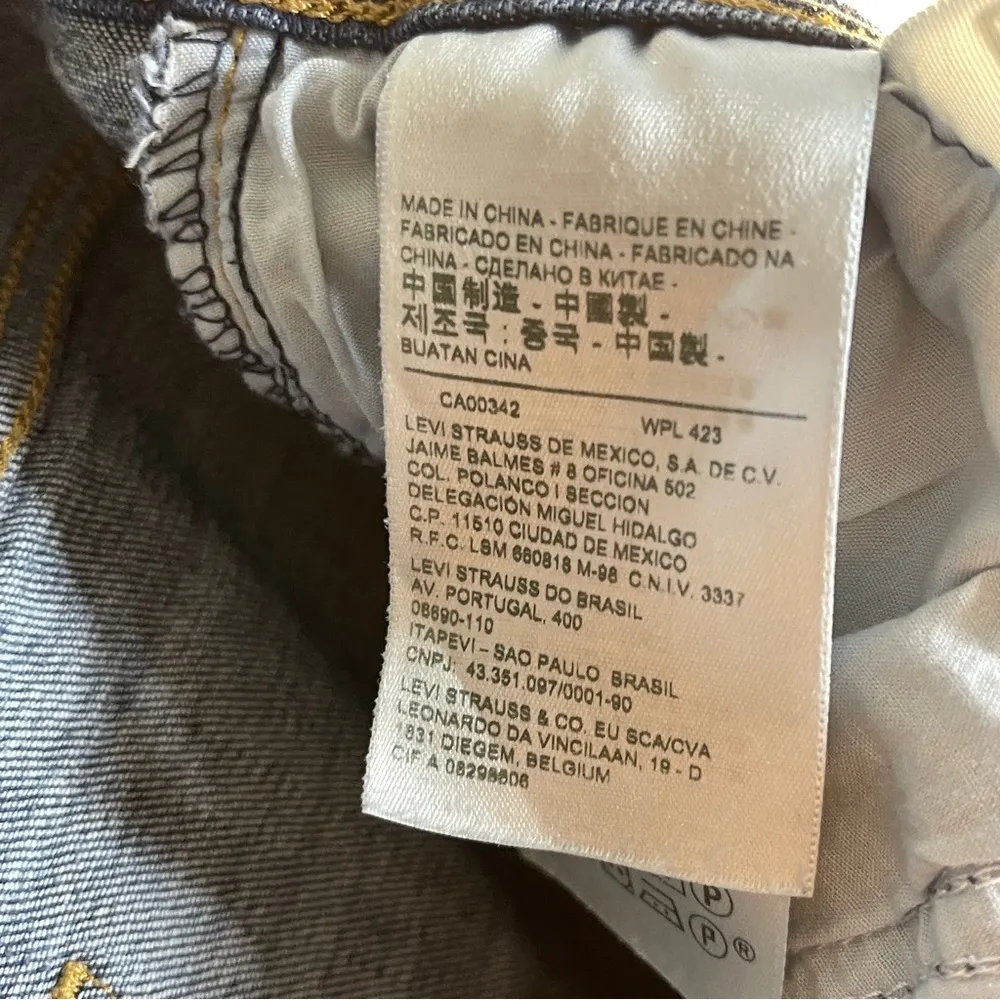 MADE IN CHINA - FABRIQUE EN CHINE -
FABRICADO EN CHINA - FABRICADO NA
CHINA - СДЕЛАНО В КИТАЕ -
中国制造 - 中國製 -
제조국 : 중국 - 中国製 -
BUATAN CINA
CA00342 WPL 423
LEVI STRAUSS DE MEXICO, S.A. DE C.V.
JAIME BALMES # 8 OFICINA 602
COL. POLANCO I SECCION
DELEGACIÓN MIGUEL HIDALGO
C.P. 11510 CIUDAD DE MEXICO
R.F.C. LSM 660818 M-98 C.N.I.V. 3337
LEVI STRAUSS DO BRASIL
AV. PORTUGAL, 400
06690-110
ITAPEVI – SAO PAULO BRASIL
CNPJ: 43.351.097/0001-90
LEVI STRAUSS & CO. EU SCA/CVA
LEONARDO DA VINCILAAN, 19 - D
1831 DIEGEM, BELGIUM
CIF A 08298606
P
P ®